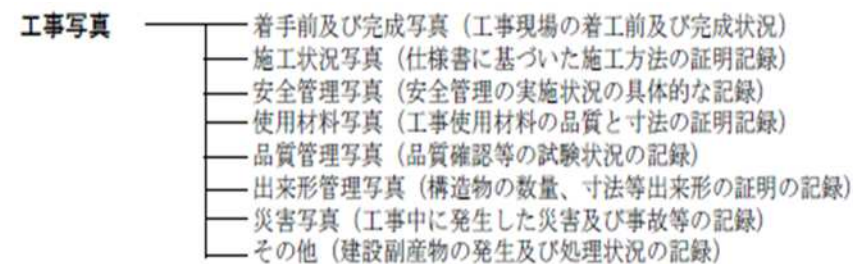 工事写真
着手前及び完成写真（工事現場の着工前及び完成状況）
施工状況写真（仕様書に基づいた施工方法の証明記録）
安全管理写真（安全管理の実施状況の具体的な記録）
使用材料写真（工事使用材料の品質と寸法の証明記録）
品質管理写真（品質確認等の試験状況の記録）
出来形管理写真（構造物の数量、寸法等出来形の証明の記録）
災害写真（工事中に発生した災害及び事故等の記録）
その他（建設副産物の発生及び処理状況の記録）